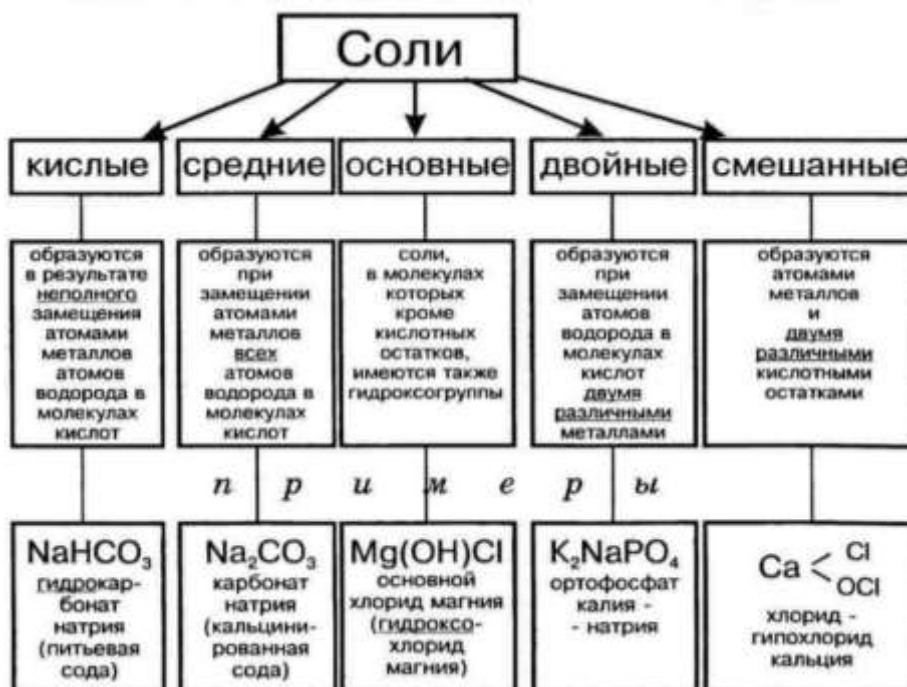 Соли
кислые
средние
основные
двойные
смешанные
образуются
в результате
неполного
замещения
атомами
металлов
атомов
водорода в
молекулах
кислот
образуются
при
замещении
атомами
металлов
всех
атомов
водорода в
молекулах
кислот
соли,
в молекулах
которых
кроме
кислотных
остатков,
имеются также
гидроксогруппы
образуются
при
замещении
атомов
водорода в
молекулах
кислот
двумя
различными
металлами
образуются
атомами
металлов
и
двумя
различными
кислотными
остатками
п р и м е р ы
NaHCO₃
гидрокар-
бонат
натрия
(питьевая
сода)
Na₂CO₃
карбонат
натрия
(кальцини-
рованная
сода)
Mg(OH)Cl
основной
хлорид магния
(гидроксо-
хлорид
магния)
K₂NaPO₄
ортофосфат
калия -
- натрия
Ca < Cl
OCl
хлорид -
гипохлорид
кальция